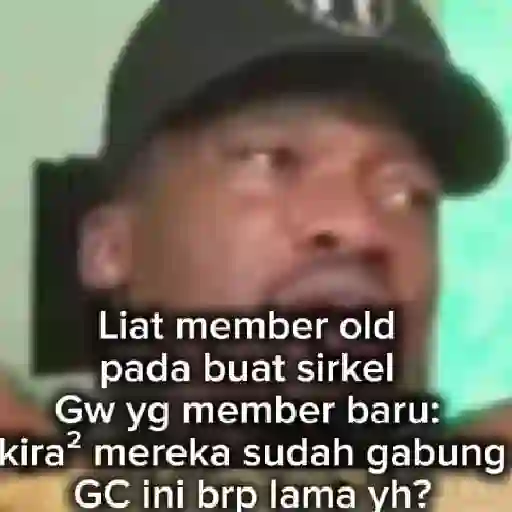 Liat member old
pada buat sirkel
Gw yg member baru:
kira² mereka sudah gabung
GC ini brp lama yh?